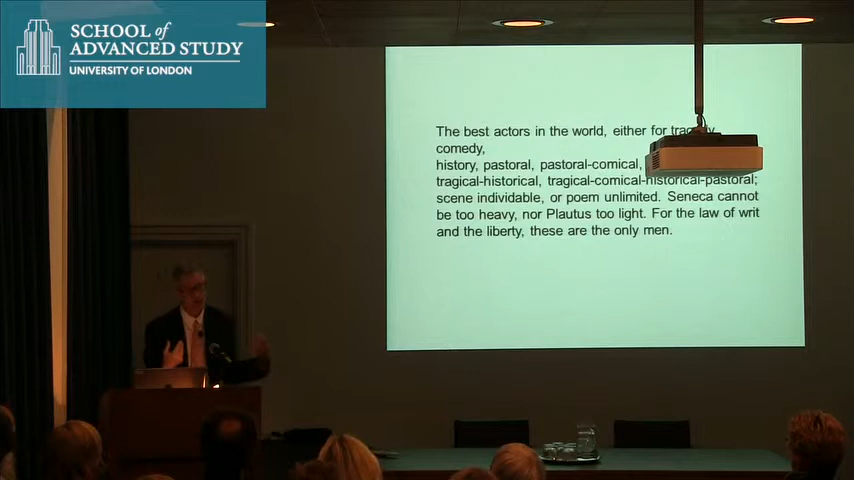 SCHOOL of
ADVANCED STUDY
UNIVERSITY OF LONDON
The best actors in the world, either for
comedy,
history, pastoral, pastoral-comical,
tragical-historical, tragical-comical-historical-pastoral;
scene individable, or poem unlimited. Seneca cannot
be too heavy, nor Plautus too light. For the law of writ
and the liberty, these are the only men.